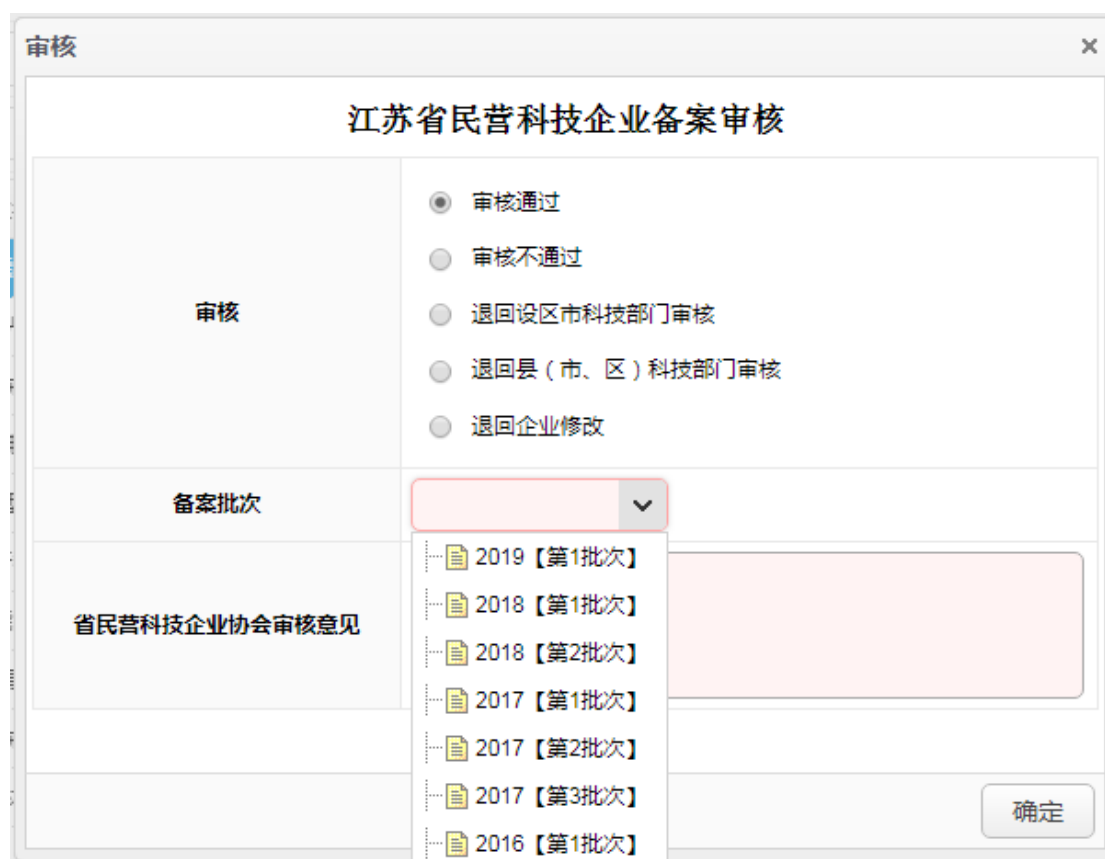 审核
江苏省民营科技企业备案审核
审核
审核通过
审核不通过
退回设区市科技部门审核
退回县（市、区）科技部门审核
退回企业修改
备案批次
2019【第1批次】
2018【第1批次】
2018【第2批次】
2017【第1批次】
2017【第2批次】
2017【第3批次】
2016【第1批次】
省民营科技企业协会审核意见
确定